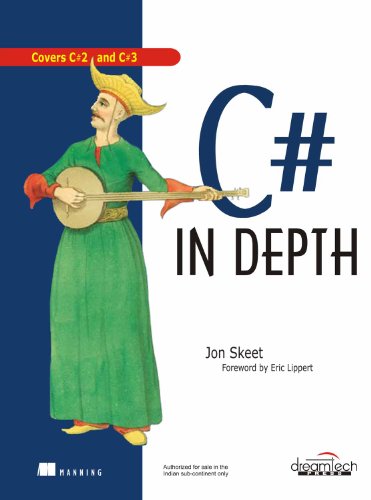 Covers C#2 and C#3
C#
IN DEPTH
Jon Skeet
Foreword by Eric Lippert
MANNING
Authorized for sale in the
Indian sub-continent only
dreamtech
PRESS